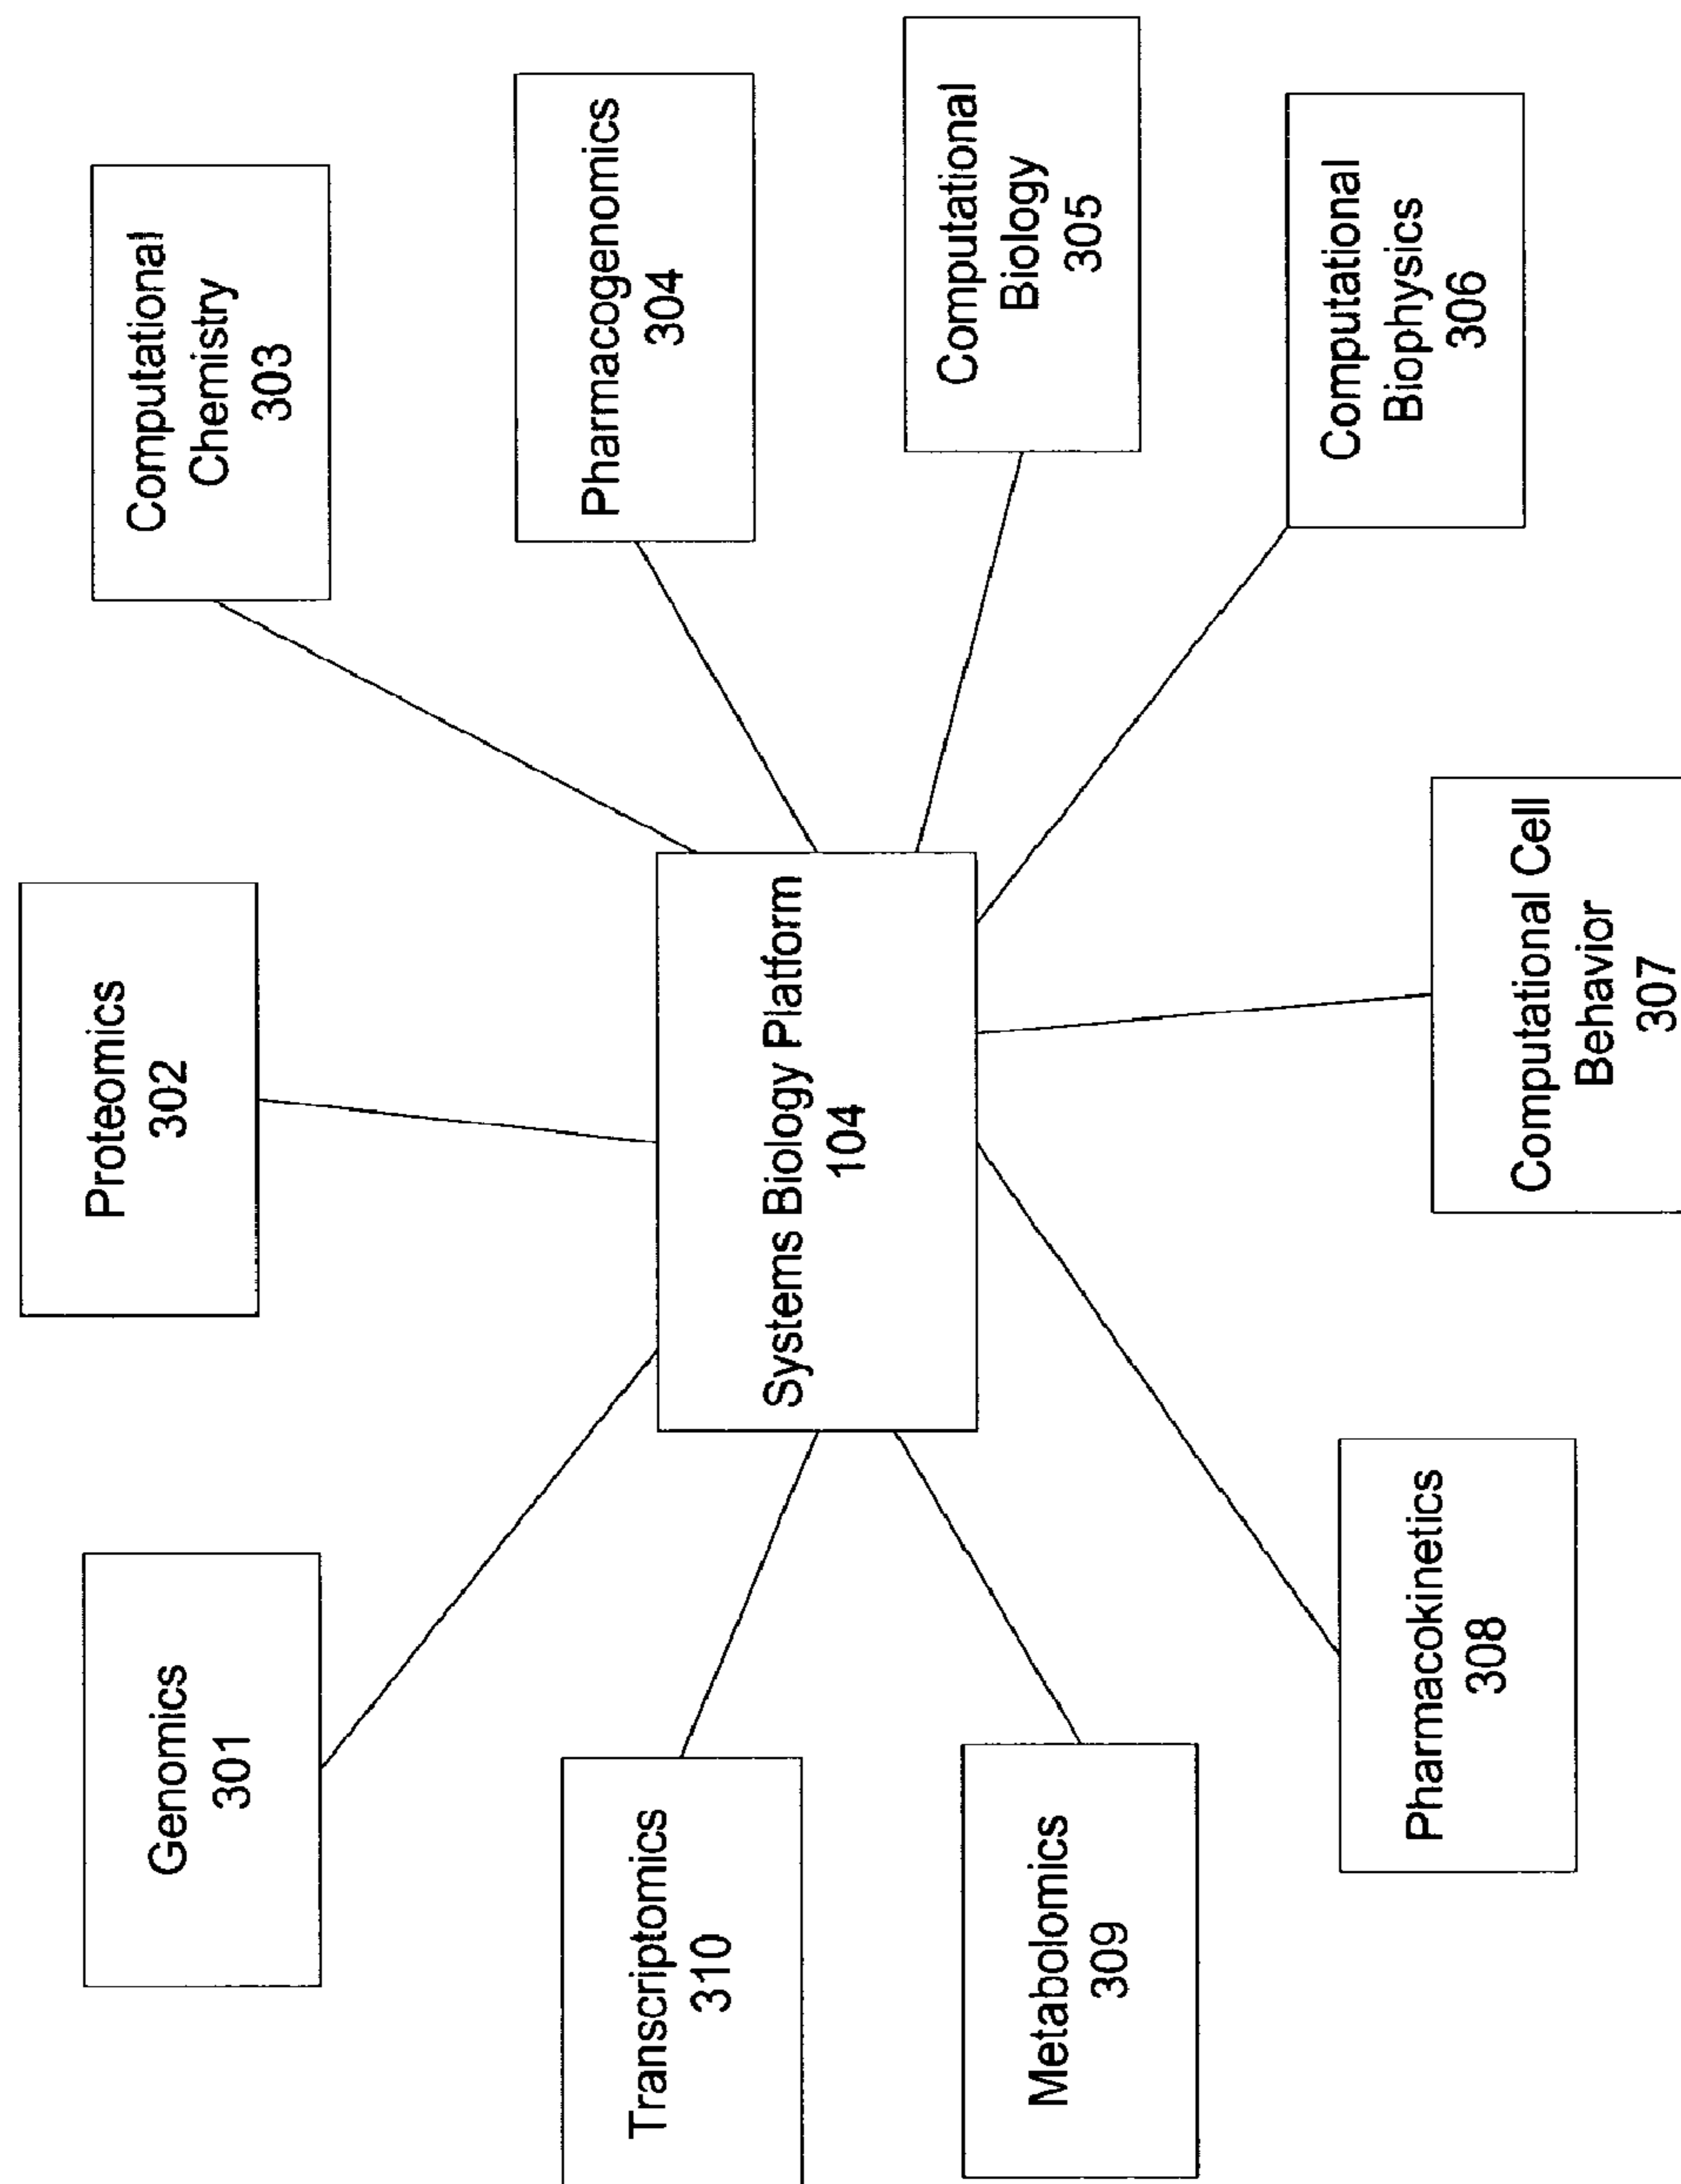 Genomics
301
Proteomics
302
Computational
Chemistry
303
Pharmacogenomics
304
Computational
Biology
305
Computational
Biophysics
306
Computational Cell
Behavior
307
Pharmacokinetics
308
Metabolomics
309
Transcriptomics
310
Systems Biology Platform
104